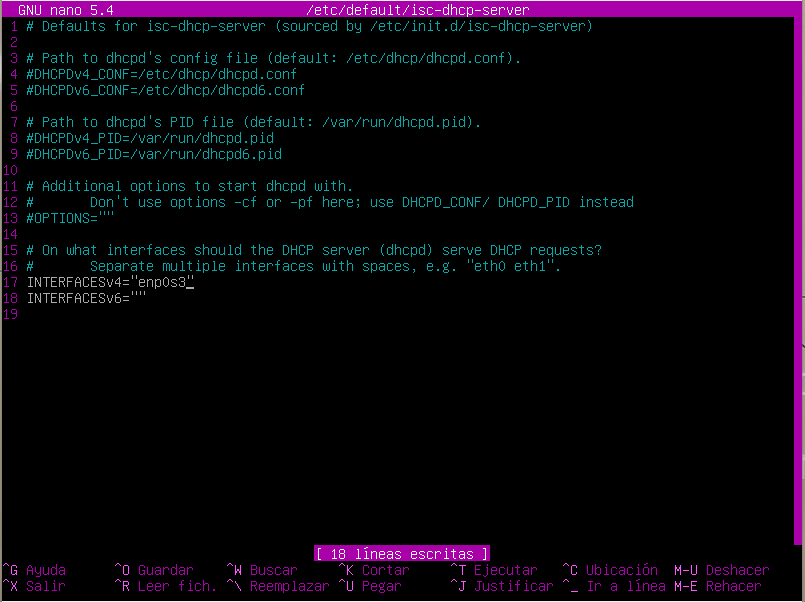 GNU nano 5.4 /etc/default/isc-dhcp-server
1 # Defaults for isc-dhcp-server (sourced by /etc/init.d/isc-dhcp-server)
2
3 # Path to dhcpd's config file (default: /etc/dhcp/dhcpd.conf).
4 #DHCPDv4_CONF=/etc/dhcp/dhcpd.conf
5 #DHCPDv6_CONF=/etc/dhcp/dhcpd6.conf
6
7 # Path to dhcpd's PID file (default: /var/run/dhcpd.pid).
8 #DHCPDv4_PID=/var/run/dhcpd.pid
9 #DHCPDv6_PID=/var/run/dhcpd6.pid
10
11 # Additional options to start dhcpd with.
12 #       Don't use options -cf or -pf here; use DHCPD_CONF/ DHCPD_PID instead
13 #OPTIONS=""
14
15 # On what interfaces should the DHCP server (dhcpd) serve DHCP requests?
16 #       Separate multiple interfaces with spaces, e.g. "eth0 eth1".
17 INTERFACESv4="enp0s3"
18 INTERFACESv6=""
19
[ 18 líneas escritas ]
^G Ayuda ^O Guardar ^W Buscar ^K Cortar ^T Ejecutar ^C Ubicación M-U Deshacer
^X Salir ^R Leer fich. ^\ Reemplazar ^U Pegar ^J Justificar ^_ Ir a línea M-E Rehacer